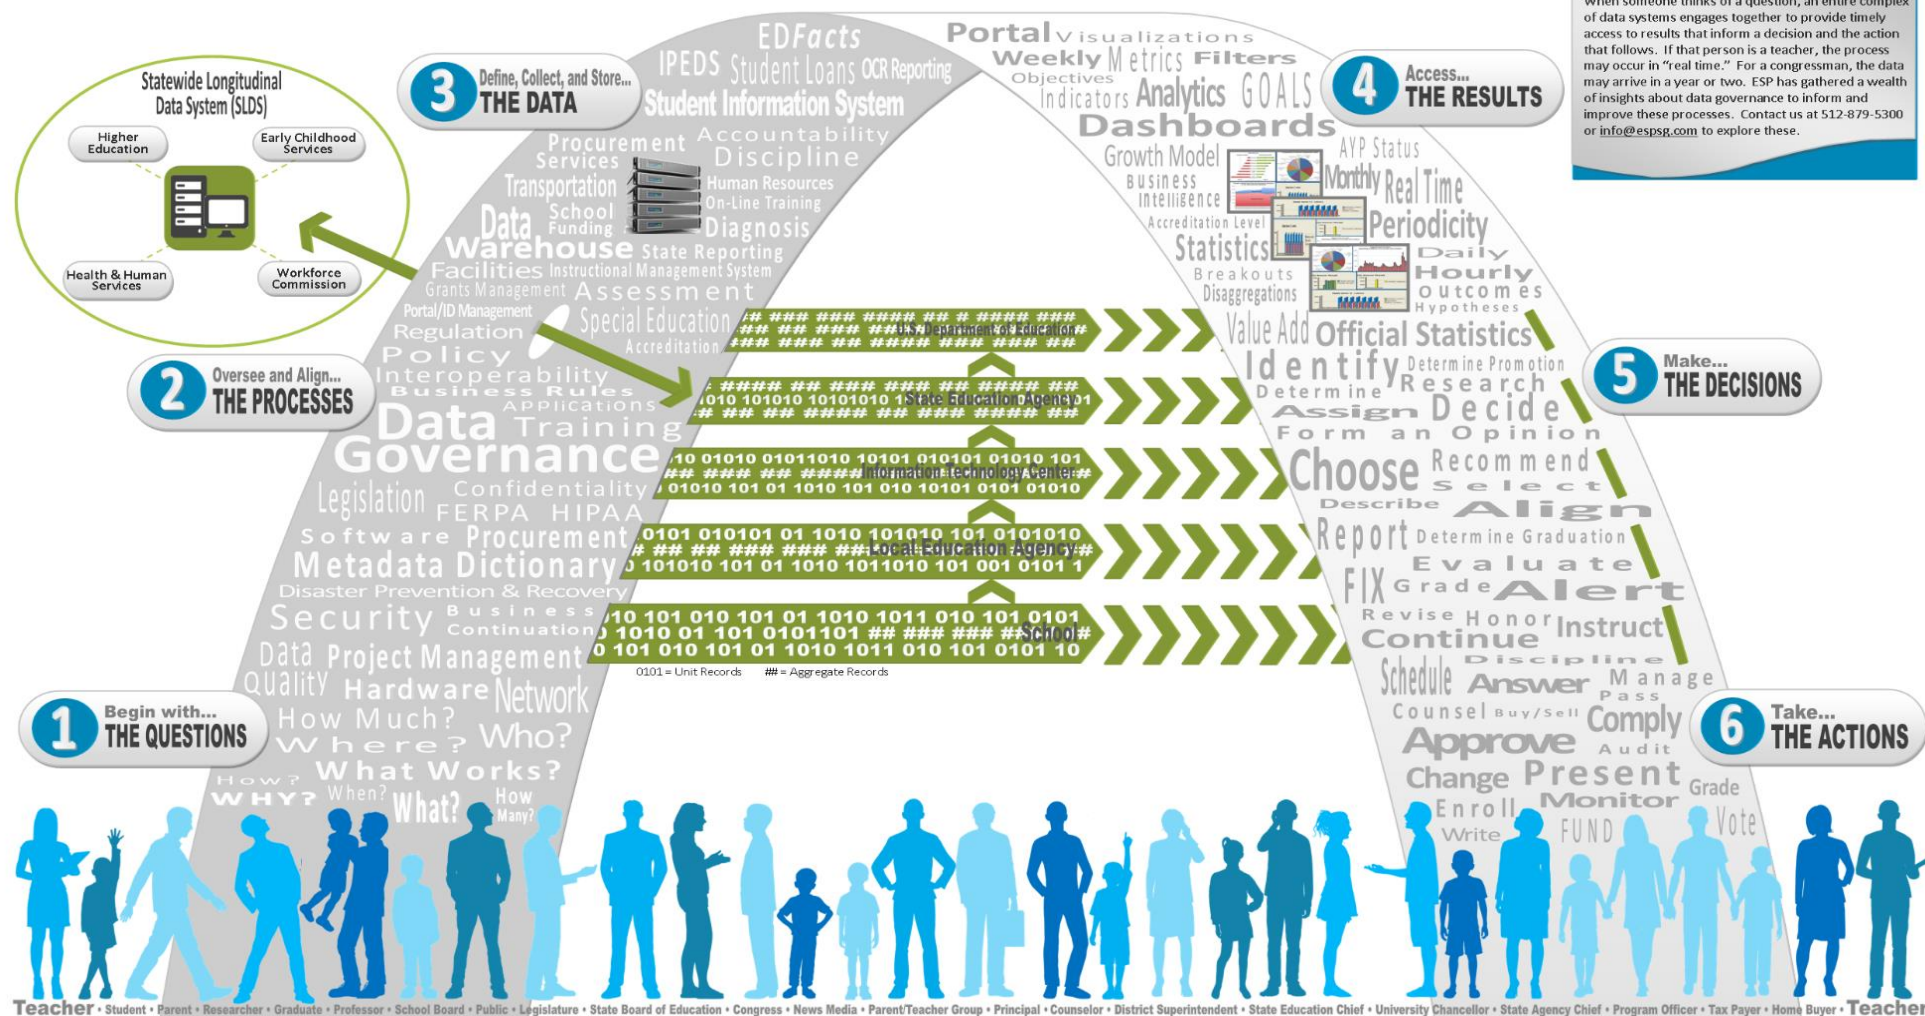 When someone thinks of a question, an entire complex
of data systems engages together to provide timely
access to results that inform a decision and the action
that follows. If that person is a teacher, the process
may occur in “real time.” For a congressman, the data
may arrive in a year or two. ESP has gathered a wealth
of insights about data governance to inform and
improve these processes. Contact us at 512-879-5300
or info@espsg.com to explore these.
Statewide Longitudinal
Data System (SLDS)
Higher
Education
Early Childhood
Services
Health & Human
Services
Workforce
Commission
3 Define, Collect, and Store...
THE DATA
EDFacts
IPEDS Student Loans OCR Reporting
Student Information System
Procurement Accountability
Services Discipline
Transportation Human Resources
School On-Line Training
Data Funding Diagnosis
Warehouse State Reporting
Facilities Instructional Management System
Grants Management Assessment
Portal/ID Management Special Education
Regulation Accreditation
2 Oversee and Align...
THE PROCESSES
Policy
Interoperability
Business Rules
Applications
Data Training
Governance
Legislation Confidentiality
FERPA HIPAA
Software Procurement
Metadata Dictionary
Disaster Prevention & Recovery
Security Business
Continuation
Data Project Management
Quality Hardware Network
1 Begin with...
THE QUESTIONS
How Much?
Where? Who?
What Works?
How?
WHY? When? What? How
Many?
U.S. Department of Education
State Education Agency
Information Technology Center
Local Education Agency
School
0101 = Unit Records ## = Aggregate Records
4 Access...
THE RESULTS
Portal Visualizations
Weekly Metrics Filters
Objectives
Indicators Analytics GOALS
Dashboards
Growth Model AYP Status
Business Monthly Real Time
Intelligence
Accreditation Level Periodicity
Statistics Daily
Breakouts Hourly
Disaggregations Outcomes
Hypotheses
Value Add Official Statistics
5 Make...
THE DECISIONS
Identify Determine Promotion
Determine Research
Assign Decide
Form an Opinion
Choose Recommend
Select
Describe Align
Report Determine Graduation
Evaluate
FIX Grade Alert
Revise Honor Instruct
Continue
Discipline
Schedule Answer Manage
Pass
Counsel Buy/Sell Comply
6 Take...
THE ACTIONS
Approve Audit
Change Present Grade
Enroll Monitor
Write FUND Vote
Teacher • Student • Parent • Researcher • Graduate • Professor • School Board • Public • Legislature • State Board of Education • Congress • News Media • Parent/Teacher Group • Principal • Counselor • District Superintendent • State Education Chief • University Chancellor • State Agency Chief • Program Officer • Tax Payer • Home Buyer • Teacher